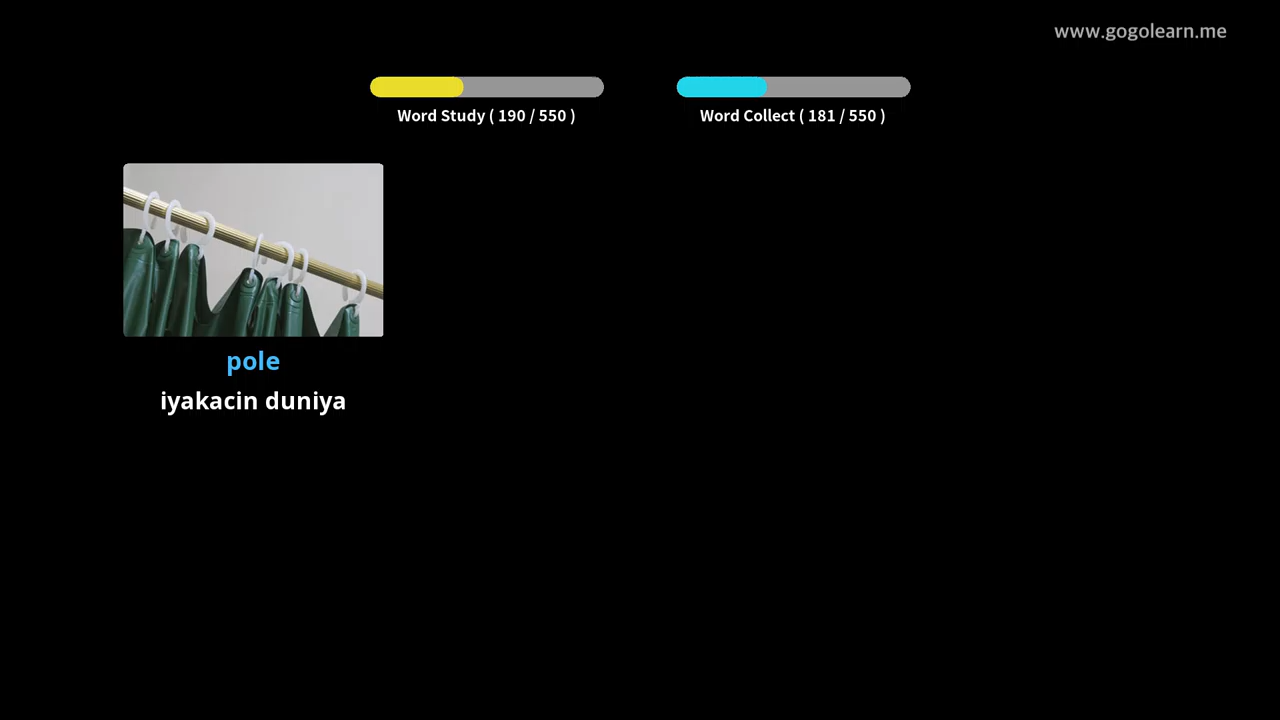 www.gogolearn.me
Word Study ( 190 / 550 )
Word Collect ( 181 / 550 )
pole
iyakacin duniya